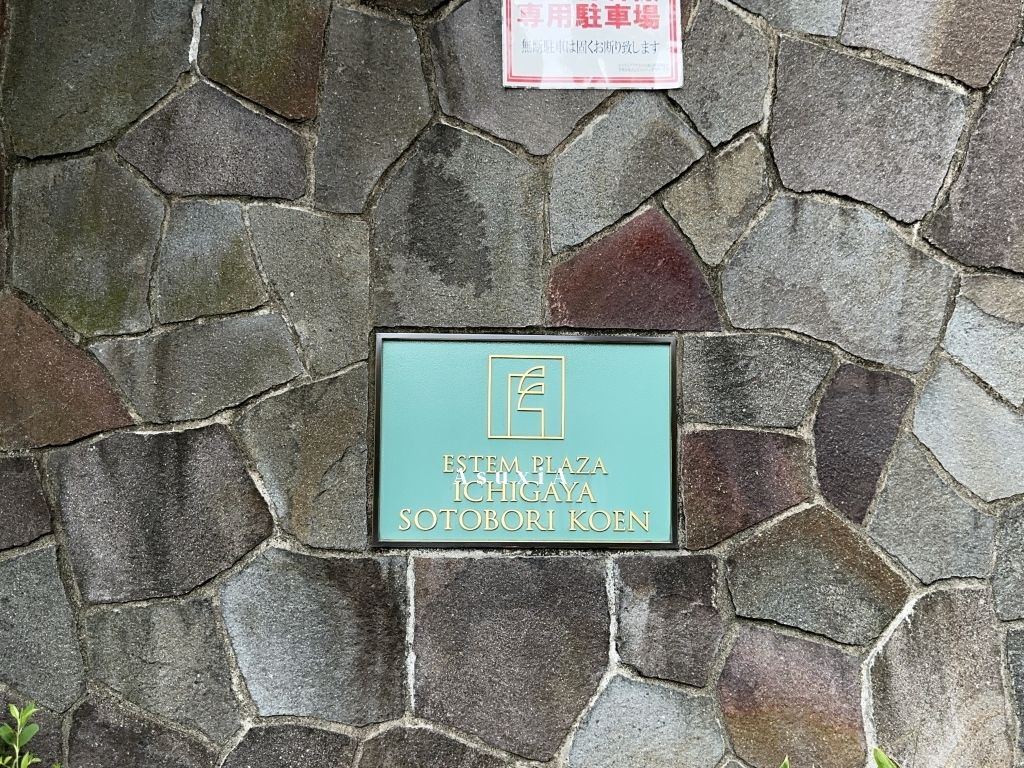 専用駐車場
無断駐車は固くお断り致します
ESTEM PLAZA
AsuxiA
ICHIGAYA
SOTOBORI KOEN